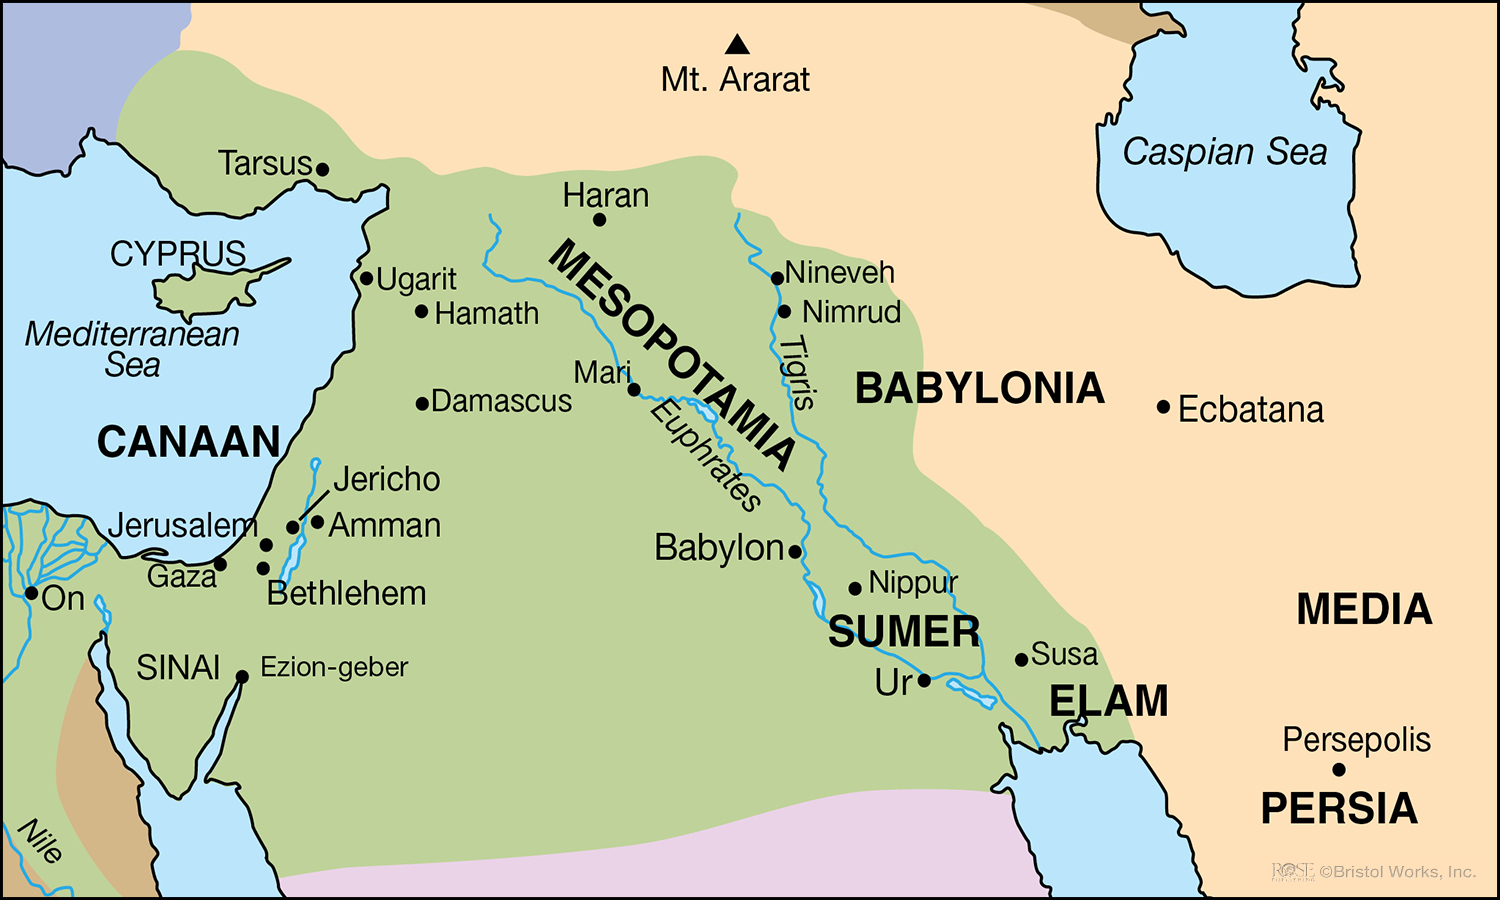 Mt. Ararat
Caspian Sea
Tarsus
Haran
CYPRUS
Ugarit
Hamath
Nineveh
Nimrud
Mediterranean
Sea
MESOPOTAMIA
Tigris
Mari
Damascus
Euphrates
BABYLONIA
Ecbatana
CANAAN
Jericho
Jerusalem
Amman
Gaza
Bethlehem
On
Babylon
Nippur
SUMER
MEDIA
SINAI
Ezion-geber
Ur
Susa
ELAM
Persepolis
PERSIA
Nile
ROSE ©Bristol Works, Inc.